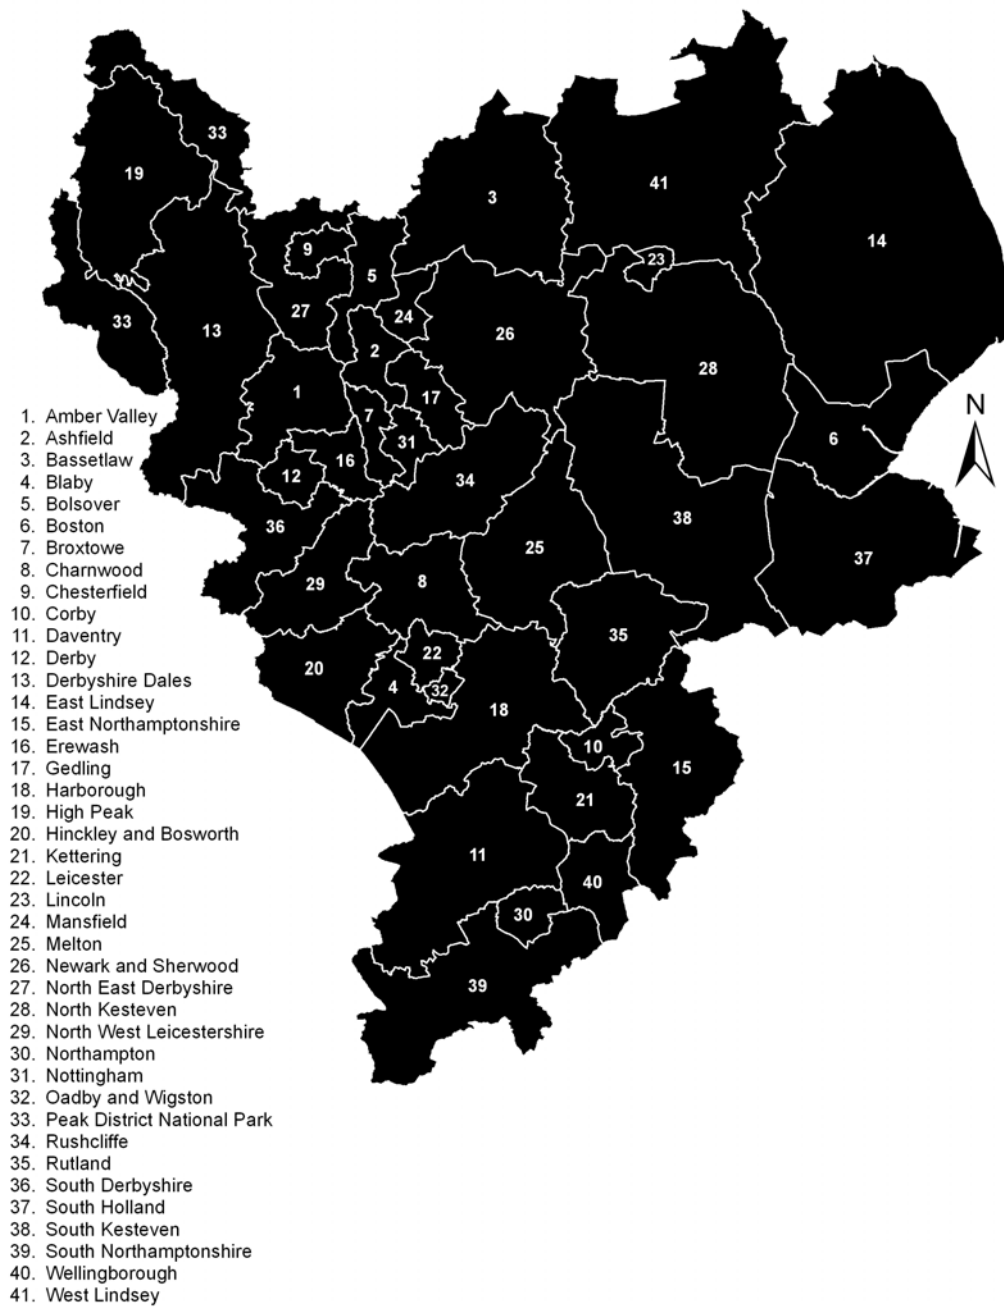 33
19
3
41
9
23
14
5
27
24
33
13
26
2
28
1
17
7
6
31
16
12
34
36
38
25
37
29
8
35
20
22
4
32
18
10
15
21
11
40
30
39
N
1. Amber Valley
2. Ashfield
3. Bassetlaw
4. Blaby
5. Bolsover
6. Boston
7. Broxtowe
8. Charnwood
9. Chesterfield
10. Corby
11. Daventry
12. Derby
13. Derbyshire Dales
14. East Lindsey
15. East Northamptonshire
16. Erewash
17. Gedling
18. Harborough
19. High Peak
20. Hinckley and Bosworth
21. Kettering
22. Leicester
23. Lincoln
24. Mansfield
25. Melton
26. Newark and Sherwood
27. North East Derbyshire
28. North Kesteven
29. North West Leicestershire
30. Northampton
31. Nottingham
32. Oadby and Wigston
33. Peak District National Park
34. Rushcliffe
35. Rutland
36. South Derbyshire
37. South Holland
38. South Kesteven
39. South Northamptonshire
40. Wellingborough
41. West Lindsey